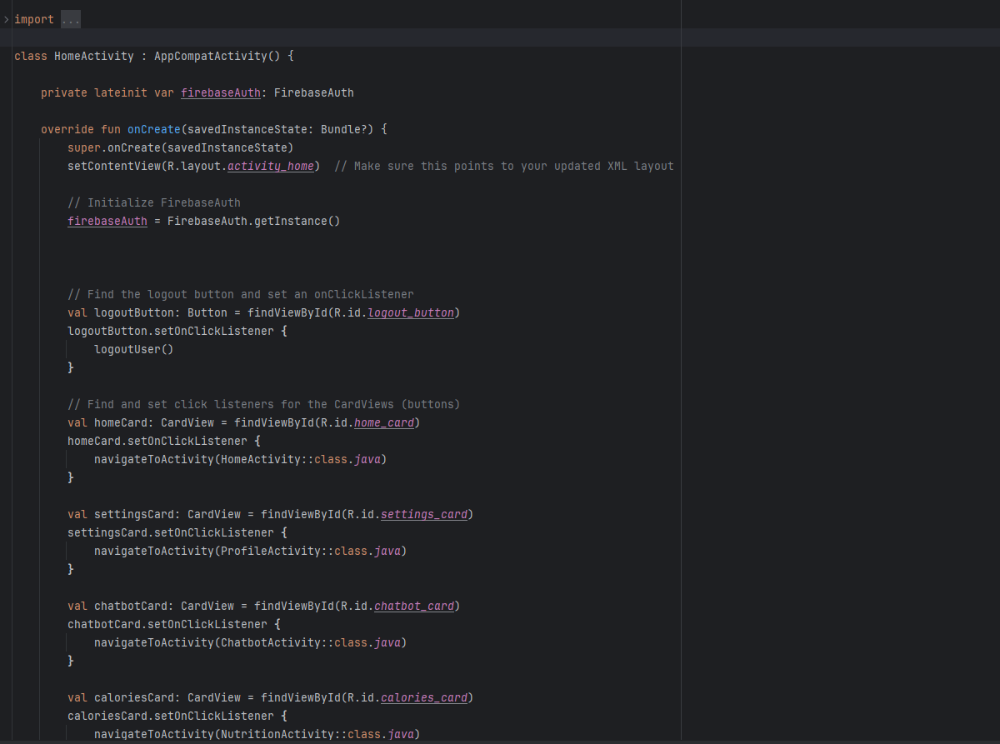 import ...
class HomeActivity : AppCompatActivity() {
private lateinit var firebaseAuth: FirebaseAuth
override fun onCreate(savedInstanceState: Bundle?) {
super.onCreate(savedInstanceState)
setContentView(R.layout.activity_home)  // Make sure this points to your updated XML layout
// Initialize FirebaseAuth
firebaseAuth = FirebaseAuth.getInstance()
// Find the logout button and set an onClickListener
val logoutButton: Button = findViewById(R.id.logout_button)
logoutButton.setOnClickListener {
logoutUser()
}
// Find and set click listeners for the CardViews (buttons)
val homeCard: CardView = findViewById(R.id.home_card)
homeCard.setOnClickListener {
navigateToActivity(HomeActivity::class.java)
}
val settingsCard: CardView = findViewById(R.id.settings_card)
settingsCard.setOnClickListener {
navigateToActivity(ProfileActivity::class.java)
}
val chatbotCard: CardView = findViewById(R.id.chatbot_card)
chatbotCard.setOnClickListener {
navigateToActivity(ChatbotActivity::class.java)
}
val caloriesCard: CardView = findViewById(R.id.calories_card)
caloriesCard.setOnClickListener {
navigateToActivity(NutritionActivity::class.java)